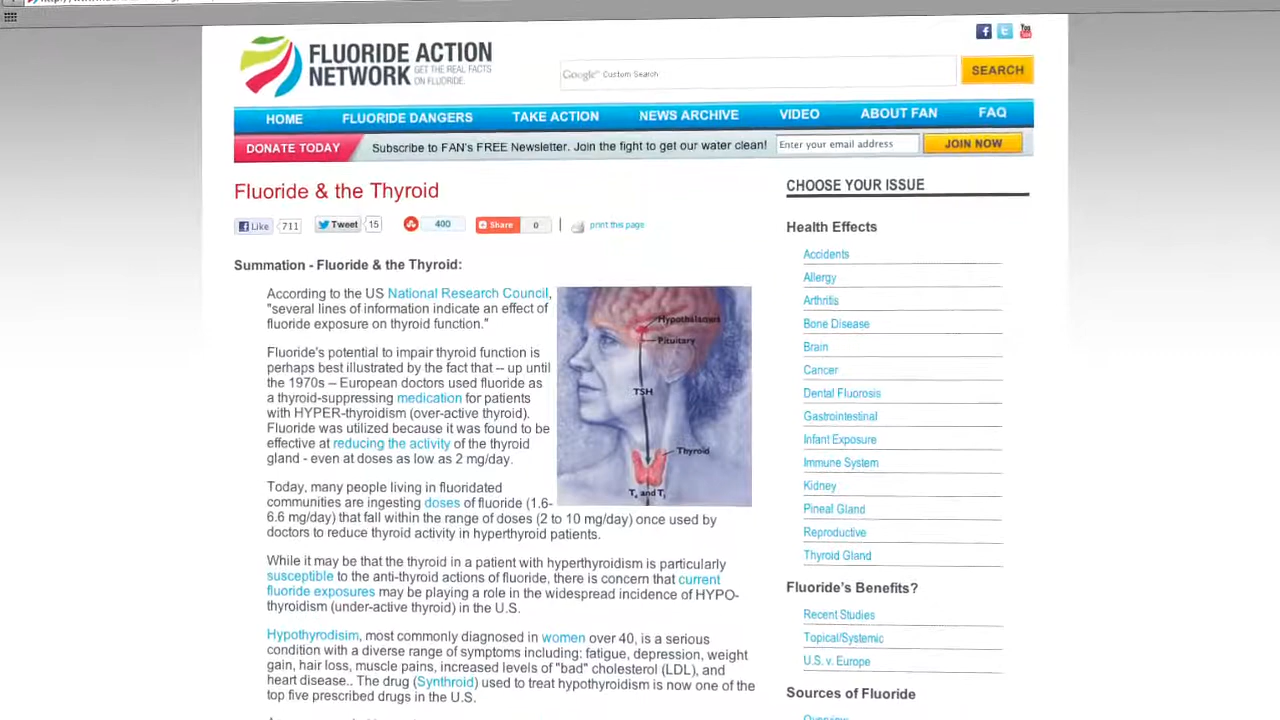 FLUORIDE ACTION
NETWORK GET THE REAL FACTS
ON FLUORIDE.
Google™ Custom Search
SEARCH
HOME FLUORIDE DANGERS TAKE ACTION NEWS ARCHIVE VIDEO ABOUT FAN FAQ
DONATE TODAY Subscribe to FAN's FREE Newsletter. Join the fight to get our water clean! Enter your email address JOIN NOW
Fluoride & the Thyroid
Like 711 Tweet 15 400 Share 0 print this page
Summation - Fluoride & the Thyroid:
According to the US National Research Council,
"several lines of information indicate an effect of
fluoride exposure on thyroid function."
Fluoride's potential to impair thyroid function is
perhaps best illustrated by the fact that -- up until
the 1970s -- European doctors used fluoride as
a thyroid-suppressing medication for patients
with HYPER-thyroidism (over-active thyroid).
Fluoride was utilized because it was found to be
effective at reducing the activity of the thyroid
gland - even at doses as low as 2 mg/day.
Hypothalamus
Pituitary
TSH
Thyroid
T4 and T3
Today, many people living in fluoridated
communities are ingesting doses of fluoride (1.6-
6.6 mg/day) that fall within the range of doses (2 to 10 mg/day) once used by
doctors to reduce thyroid activity in hyperthyroid patients.
While it may be that the thyroid in a patient with hyperthyroidism is particularly
susceptible to the anti-thyroid actions of fluoride, there is concern that current
fluoride exposures may be playing a role in the widespread incidence of HYPO-
thyroidism (under-active thyroid) in the U.S.
Hypothyrodisim, most commonly diagnosed in women over 40, is a serious
condition with a diverse range of symptoms including: fatigue, depression, weight
gain, hair loss, muscle pains, increased levels of "bad" cholesterol (LDL), and
heart disease.. The drug (Synthroid) used to treat hypothyroidism is now one of the
top five prescribed drugs in the U.S.
CHOOSE YOUR ISSUE
Health Effects
Accidents
Allergy
Arthritis
Bone Disease
Brain
Cancer
Dental Fluorosis
Gastrointestinal
Infant Exposure
Immune System
Kidney
Pineal Gland
Reproductive
Thyroid Gland
Fluoride's Benefits?
Recent Studies
Topical/Systemic
U.S. v. Europe
Sources of Fluoride
Overview